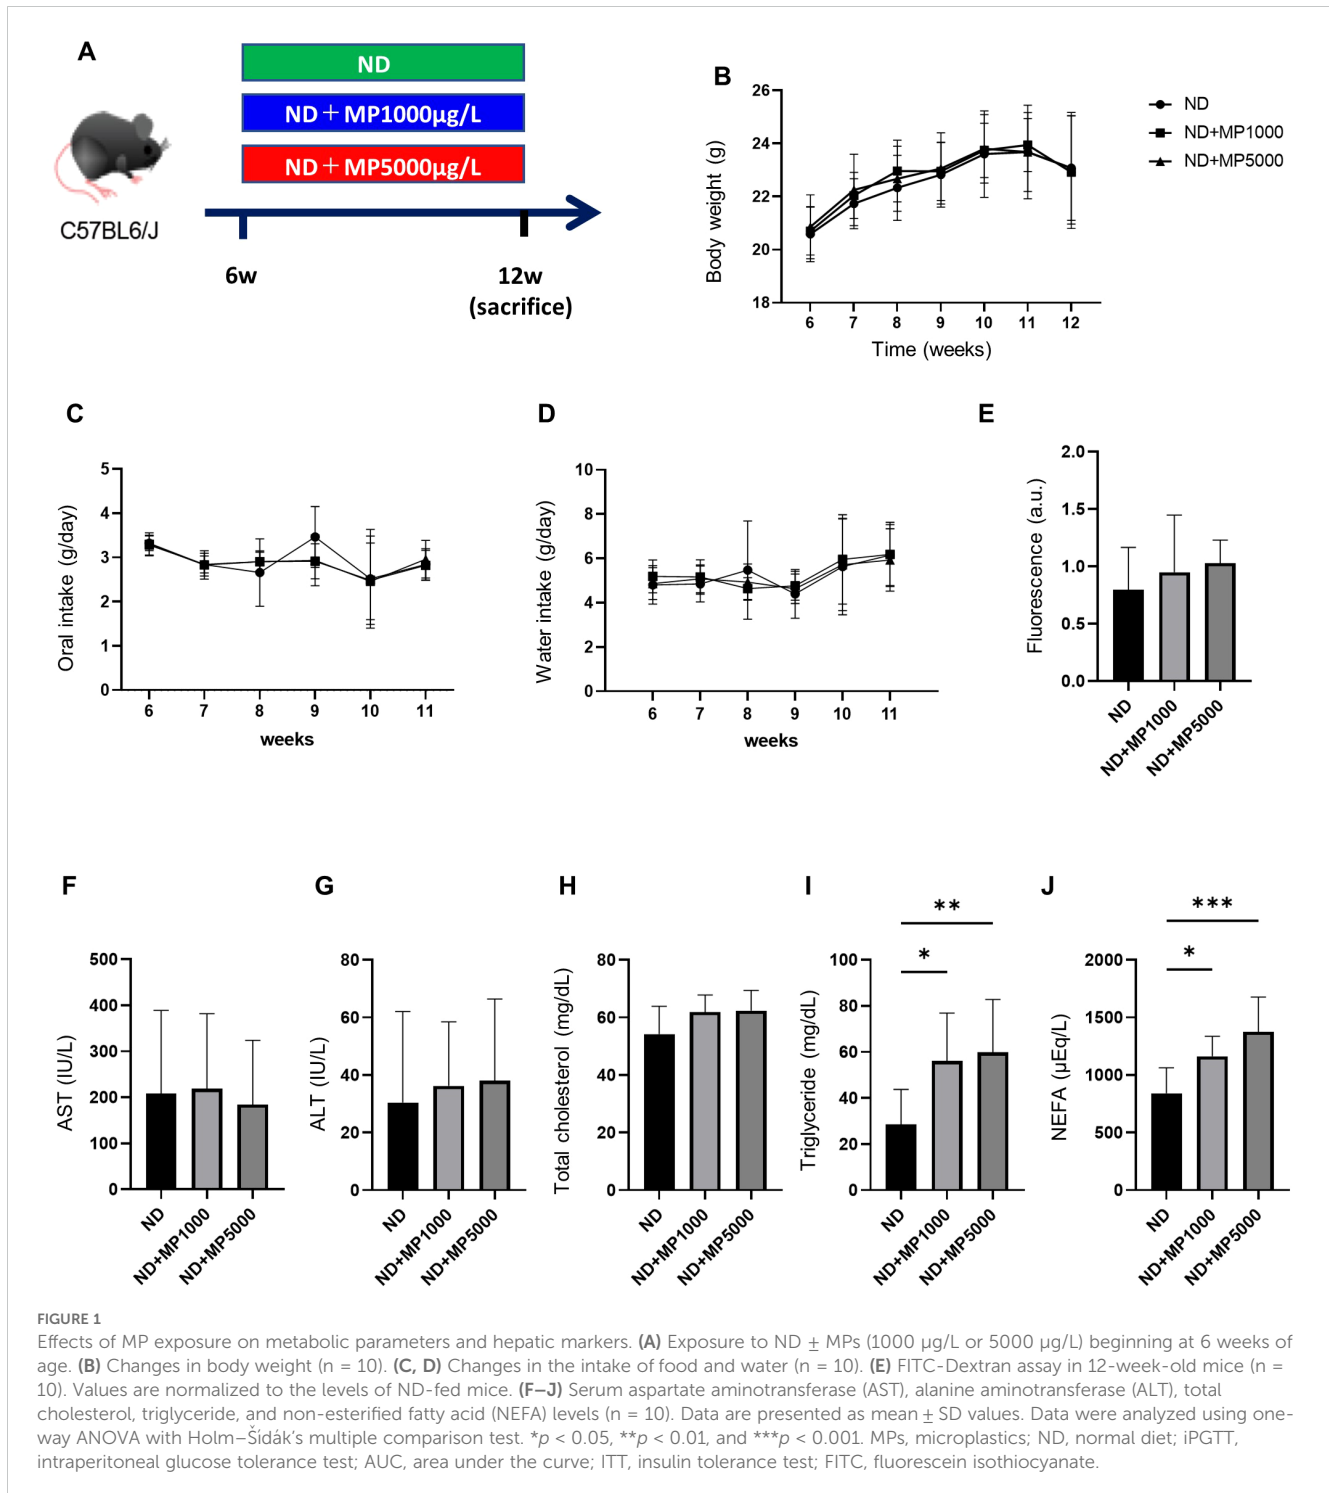 A
ND
ND+MP1000µg/L
ND+MP5000µg/L
C57BL6/J
6w
12w
(sacrifice)
B
Body weight (g)
26
24
22
20
18
6 7 8 9 10 11 12
Time (weeks)
ND
ND+MP1000
ND+MP5000
C
Oral intake (g/day)
5
4
3
2
1
0
6 7 8 9 10 11
weeks
D
Water intake (g/day)
10
8
6
4
2
0
6 7 8 9 10 11
weeks
E
Fluorescence (a.u.)
2.0
1.5
1.0
0.5
0.0
ND
ND+MP1000
ND+MP5000
F
AST (IU/L)
500
400
300
200
100
0
ND
ND+MP1000
ND+MP5000
G
ALT (IU/L)
80
60
40
20
0
ND
ND+MP1000
ND+MP5000
H
Total cholesterol (mg/dL)
80
60
40
20
0
ND
ND+MP1000
ND+MP5000
I
**
*
Triglyceride (mg/dL)
100
80
60
40
20
0
ND
ND+MP1000
ND+MP5000
J
***
*
NEFA (µEq/L)
2000
1500
1000
500
0
ND
ND+MP1000
ND+MP5000
FIGURE 1
Effects of MP exposure on metabolic parameters and hepatic markers. (A) Exposure to ND ± MPs (1000 µg/L or 5000 µg/L) beginning at 6 weeks of
age. (B) Changes in body weight (n = 10). (C, D) Changes in the intake of food and water (n = 10). (E) FITC-Dextran assay in 12-week-old mice (n =
10). Values are normalized to the levels of ND-fed mice. (F–J) Serum aspartate aminotransferase (AST), alanine aminotransferase (ALT), total
cholesterol, triglyceride, and non-esterified fatty acid (NEFA) levels (n = 10). Data are presented as mean ± SD values. Data were analyzed using one-
way ANOVA with Holm–Šídák's multiple comparison test. *p < 0.05, **p < 0.01, and ***p < 0.001. MPs, microplastics; ND, normal diet; iPGTT,
intraperitoneal glucose tolerance test; AUC, area under the curve; ITT, insulin tolerance test; FITC, fluorescein isothiocyanate.